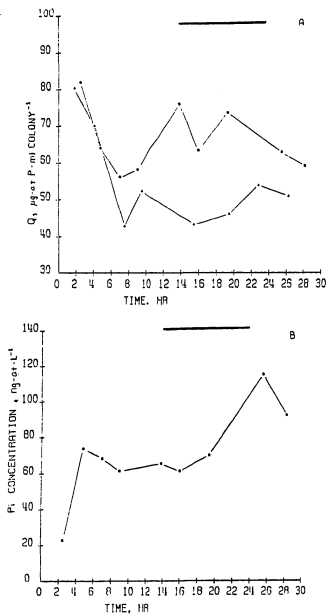 A
100
90
80
70
60
50
40
30
Q, µg-at P·ml COLONY⁻¹
0 2 4 6 8 10 12 14 16 18 20 22 24 26 28 30
TIME. HR
B
140
120
100
80
60
40
20
0
Pi CONCENTRATION, ng-at·L⁻¹
0 2 4 6 8 10 12 14 16 18 20 22 24 26 28 30
TIME, HR